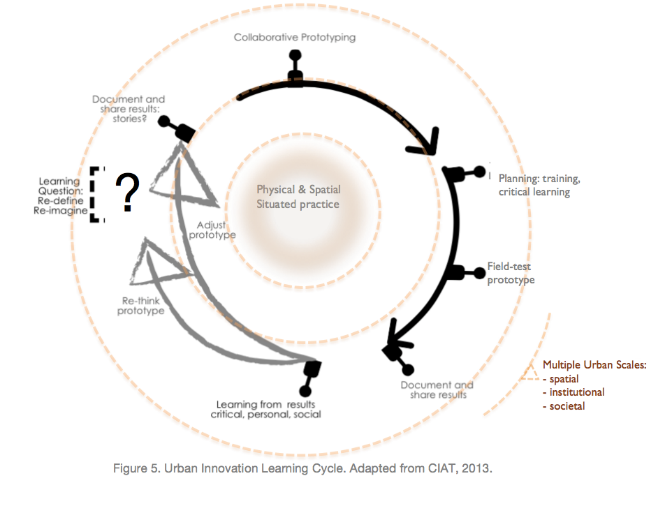 Collaborative Prototyping
Document and
share results:
stories?
Learning
Question:
Re-define
Re-imagine
?
Physical & Spatial
Situated practice
Planning: training,
critical learning
Adjust
prototype
Field-test
prototype
Re-think
prototype
Multiple Urban Scales:
- spatial
- institutional
- societal
Document and
share results
Learning from results
critical, personal, social
Figure 5. Urban Innovation Learning Cycle. Adapted from CIAT, 2013.